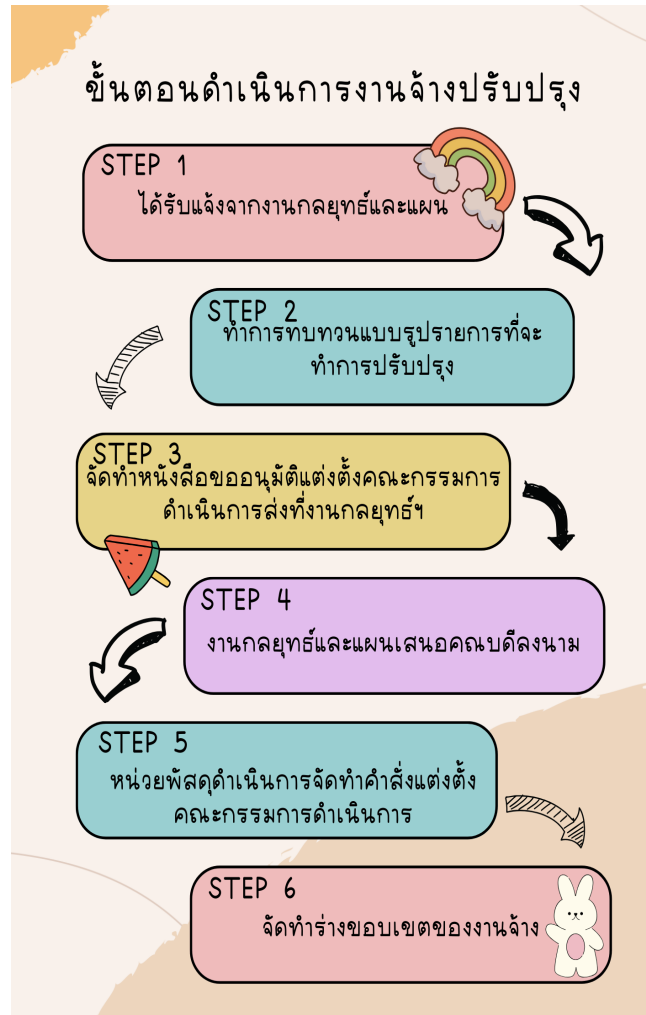 ขั้นตอนดำเนินการงานจ้างปรับปรุง
STEP 1
ได้รับแจ้งจากงานกลยุทธ์และแผน
STEP 2
ทำการทบทวนแบบรูปรายการที่จะ
ทำการปรับปรุง
STEP 3
จัดทำหนังสือขออนุมัติแต่งตั้งคณะกรรมการ
ดำเนินการส่งที่งานกลยุทธ์ฯ
STEP 4
งานกลยุทธ์และแผนเสนอคณบดีลงนาม
STEP 5
หน่วยพัสดุดำเนินการจัดทำคำสั่งแต่งตั้ง
คณะกรรมการดำเนินการ
STEP 6
จัดทำร่างขอบเขตของงานจ้าง